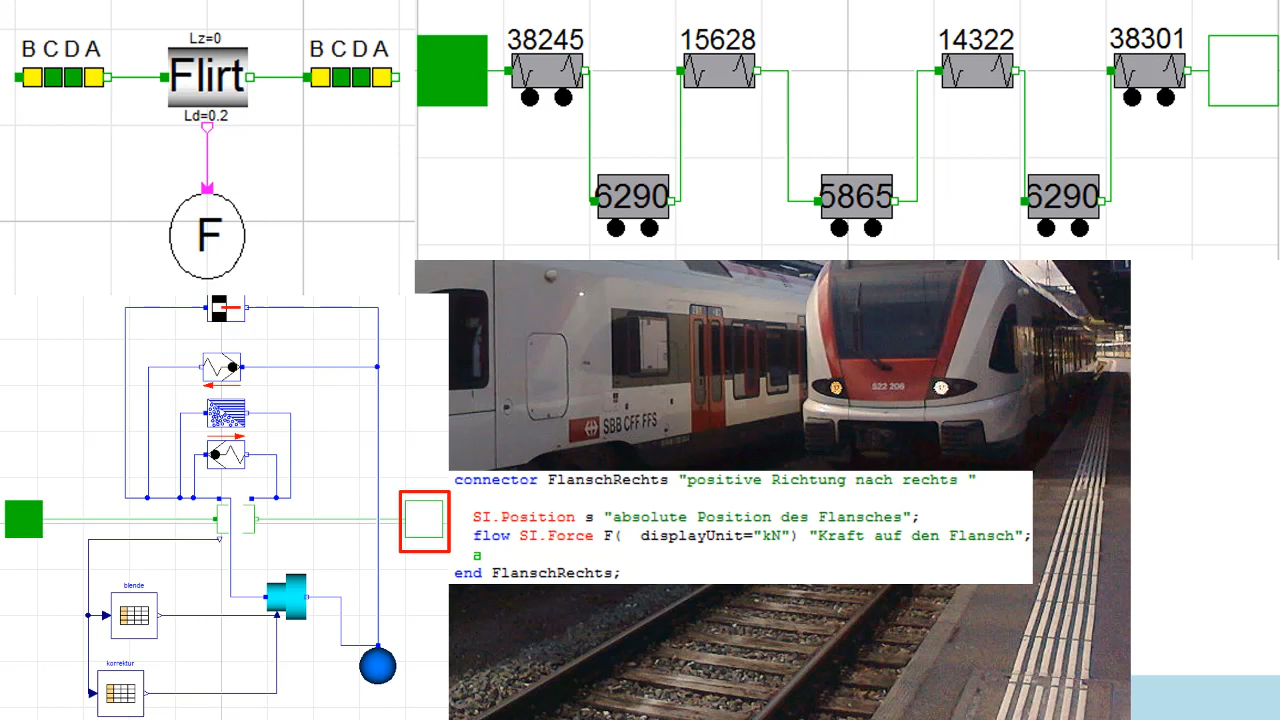 B C D A
Lz=0
Flirt
Ld=0.2
B C D A
F
38245
15628
14322
38301
6290
5865
6290
522 206
SBB CFF FFS
connector FlanschRechts "positive Richtung nach rechts "
SI.Position s "absolute Position des Flansches";
flow SI.Force F( displayUnit="kN") "Kraft auf den Flansch";
a
end FlanschRechts;
blende
korrektur